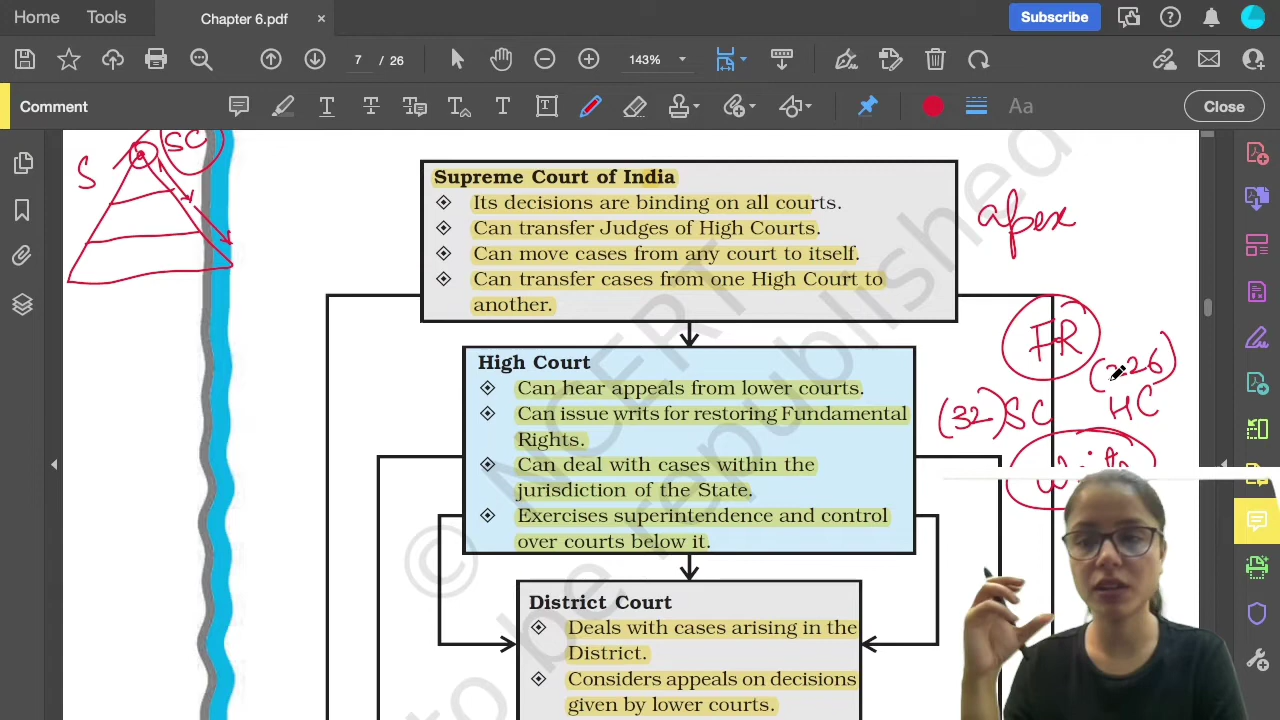 Home
Tools
Chapter 6.pdf
×
Subscribe
7 / 26
143%
Comment
Aa
Close
S
SC
Supreme Court of India
❖ Its decisions are binding on all courts.
❖ Can transfer Judges of High Courts.
❖ Can move cases from any court to itself.
❖ Can transfer cases from one High Court to
another.
apex
High Court
❖ Can hear appeals from lower courts.
❖ Can issue writs for restoring Fundamental
Rights.
❖ Can deal with cases within the
jurisdiction of the State.
❖ Exercises superintendence and control
over courts below it.
FR
(226)
HC
(32) SC
District Court
❖ Deals with cases arising in the
District.
❖ Considers appeals on decisions
given by lower courts.
© NCERT
to be republished